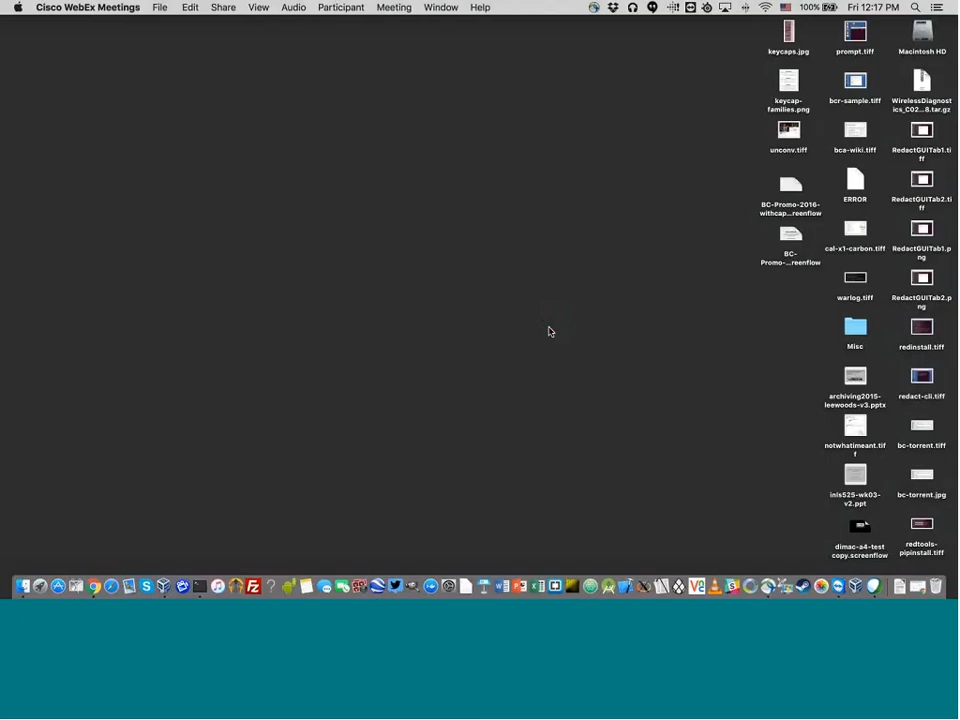 Cisco WebEx Meetings File Edit Share View Audio Participant Meeting Window Help 100% Fri 12:17 PM
keycaps.jpg
prompt.tiff
Macintosh HD
keycap-
families.png
bcr-sample.tiff
WirelessDiagnost
ics_C02...8.tar.gz
unconv.tiff
bca-wiki.tiff
RedactGUITab1.ti
ff
BC-Promo-2016-
withcap...reenflow
ERROR
RedactGUITab2.ti
ff
BC-
Promo-...reenflow
cal-x1-carbon.tiff
RedactGUITab1.p
ng
warlog.tiff
RedactGUITab2.p
ng
Misc
redinstall.tiff
archiving2015-
leewoods-v3.pptx
redact-cli.tiff
notwhatimeant.tif
f
bc-torrent.tiff
inls525-wk03-
v2.ppt
bc-torrent.jpg
dimac-a4-test
copy.screenflow
redtools-
pipinstall.tiff